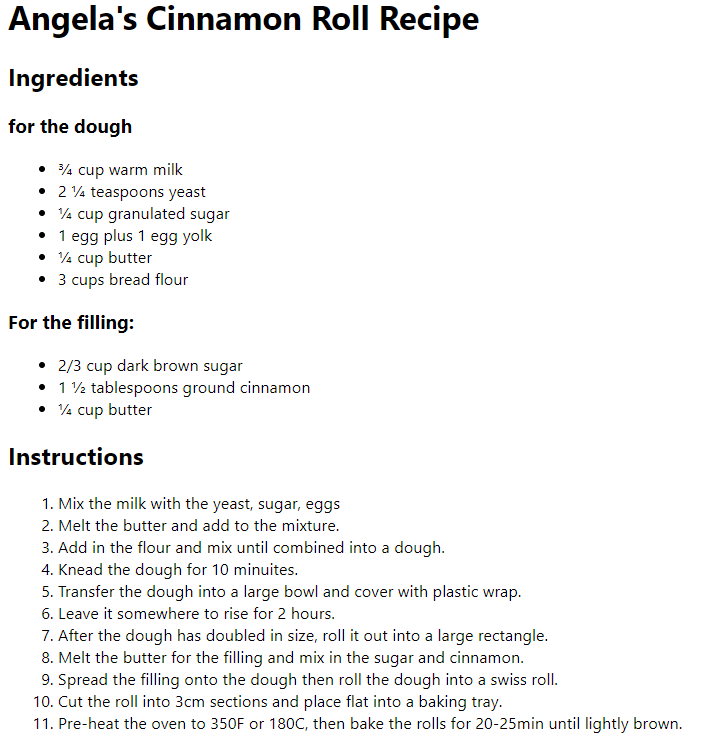 Angela's Cinnamon Roll Recipe
Ingredients
for the dough
• ¾ cup warm milk
• 2 ¼ teaspoons yeast
• ¼ cup granulated sugar
• 1 egg plus 1 egg yolk
• ¼ cup butter
• 3 cups bread flour
For the filling:
• 2/3 cup dark brown sugar
• 1 ½ tablespoons ground cinnamon
• ¼ cup butter
Instructions
1. Mix the milk with the yeast, sugar, eggs
2. Melt the butter and add to the mixture.
3. Add in the flour and mix until combined into a dough.
4. Knead the dough for 10 minuites.
5. Transfer the dough into a large bowl and cover with plastic wrap.
6. Leave it somewhere to rise for 2 hours.
7. After the dough has doubled in size, roll it out into a large rectangle.
8. Melt the butter for the filling and mix in the sugar and cinnamon.
9. Spread the filling onto the dough then roll the dough into a swiss roll.
10. Cut the roll into 3cm sections and place flat into a baking tray.
11. Pre-heat the oven to 350F or 180C, then bake the rolls for 20-25min until lightly brown.